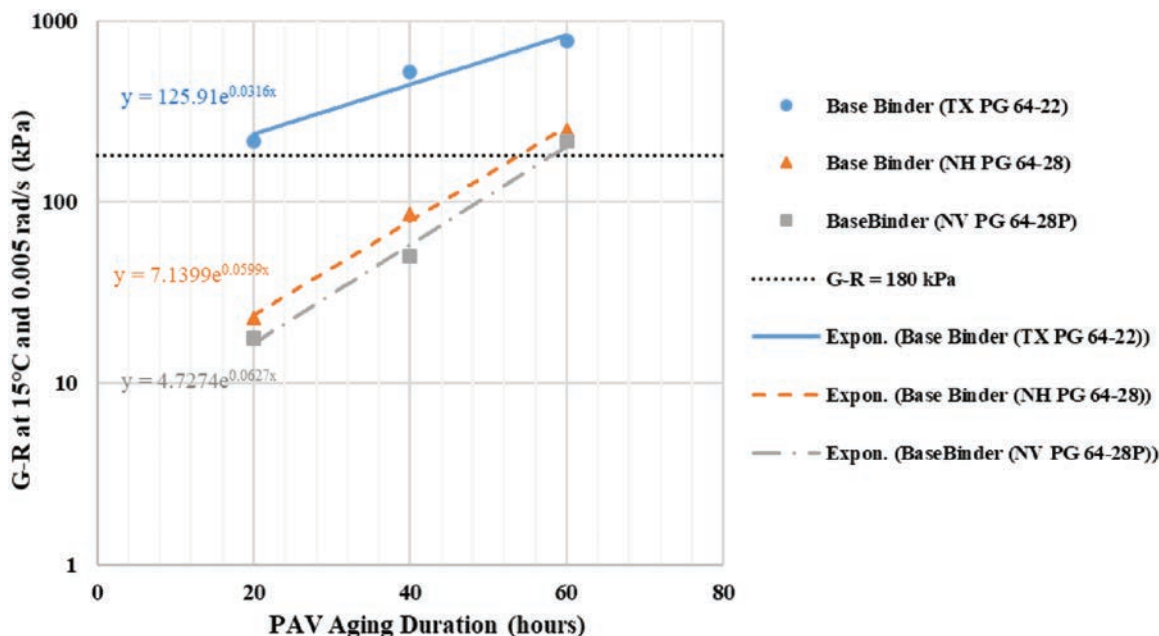 1000
100
10
1
0
20
40
60
80
G-R at 15°C and 0.005 rad/s (kPa)
PAV Aging Duration (hours)
y = 125.91e^0.0316x
y = 7.1399e^0.0599x
y = 4.7274e^0.0627x
Base Binder (TX PG 64-22)
Base Binder (NH PG 64-28)
BaseBinder (NV PG 64-28P)
G-R = 180 kPa
Expon. (Base Binder (TX PG 64-22))
Expon. (Base Binder (NH PG 64-28))
Expon. (BaseBinder (NV PG 64-28P))